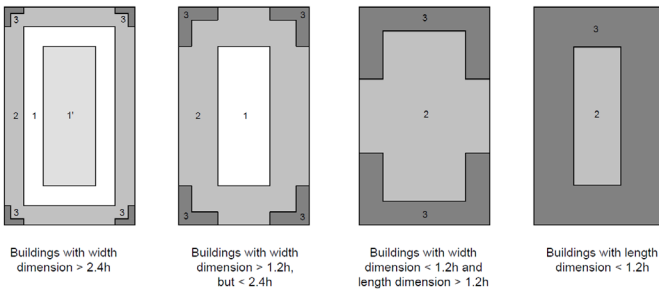 3 3
2 1 1'
3 3
3 3
2 1
3 3
3
2
3
3
2
Buildings with width
dimension > 2.4h
Buildings with width
dimension > 1.2h,
but < 2.4h
Buildings with width
dimension < 1.2h and
length dimension > 1.2h
Buildings with length
dimension < 1.2h